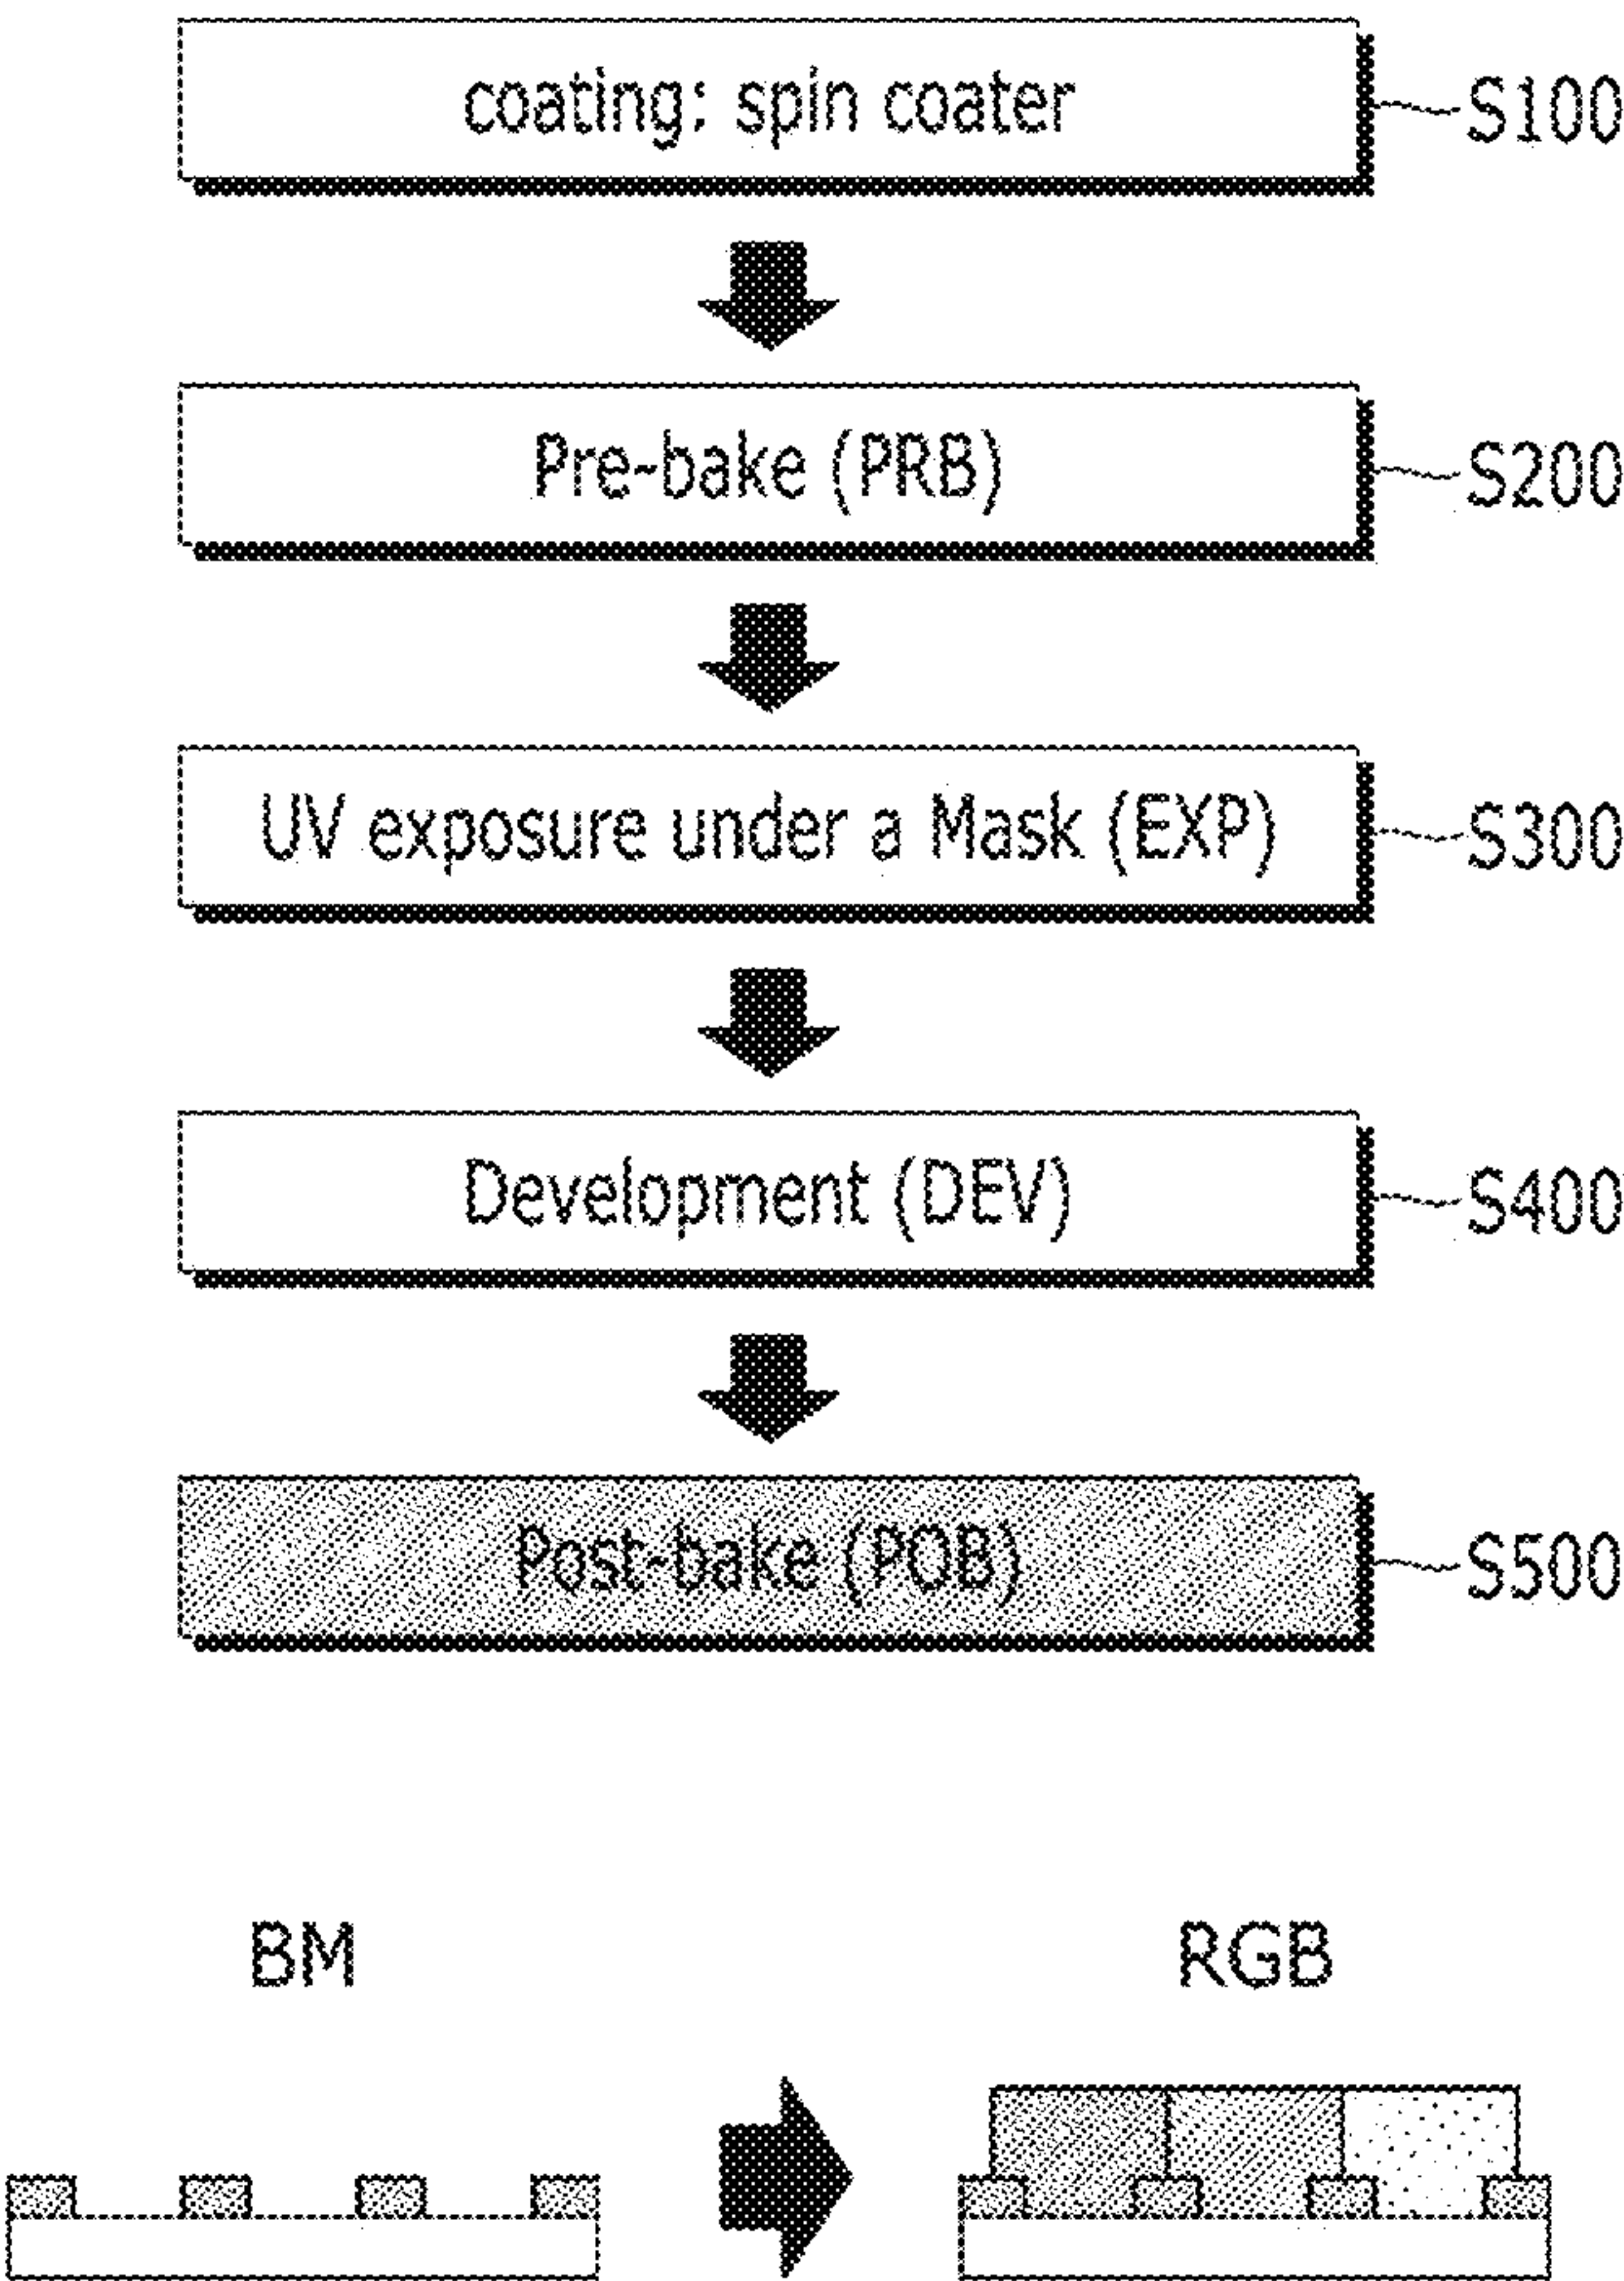 coating: spin coater
S100
Pre-bake (PRB)
S200
UV exposure under a Mask (EXP)
S300
Development (DEV)
S400
Post-bake (POB)
S500
BM
RGB